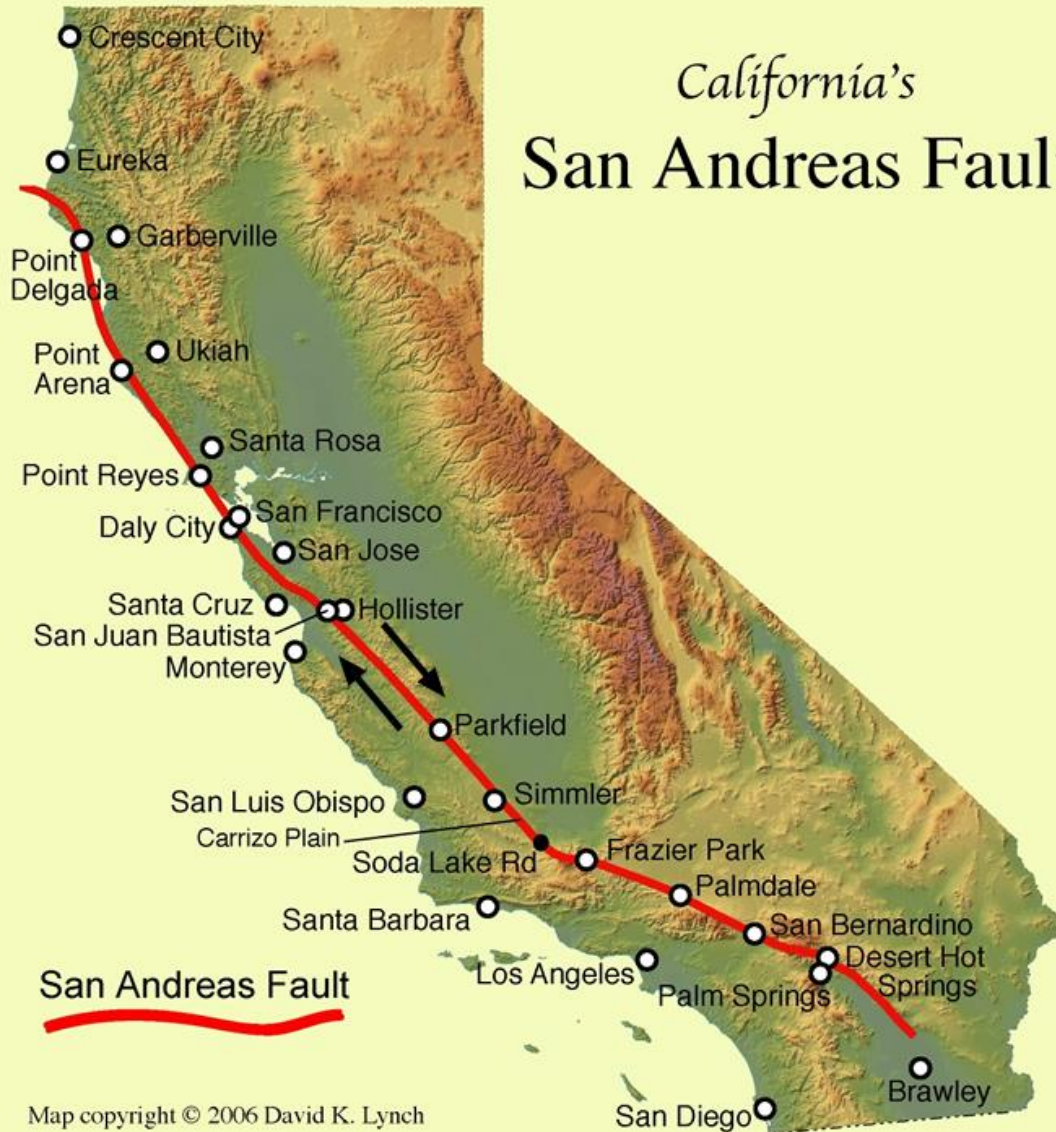 California's
San Andreas Faul
Crescent City
Eureka
Garberville
Point
Delgada
Ukiah
Point
Arena
Santa Rosa
Point Reyes
San Francisco
Daly City
San Jose
Santa Cruz
Hollister
San Juan Bautista
Monterey
Parkfield
San Luis Obispo
Simmler
Carrizo Plain
Soda Lake Rd
Frazier Park
Palmdale
Santa Barbara
San Bernardino
Los Angeles
Desert Hot
Springs
Palm Springs
San Andreas Fault
Brawley
San Diego
Map copyright © 2006 David K. Lynch